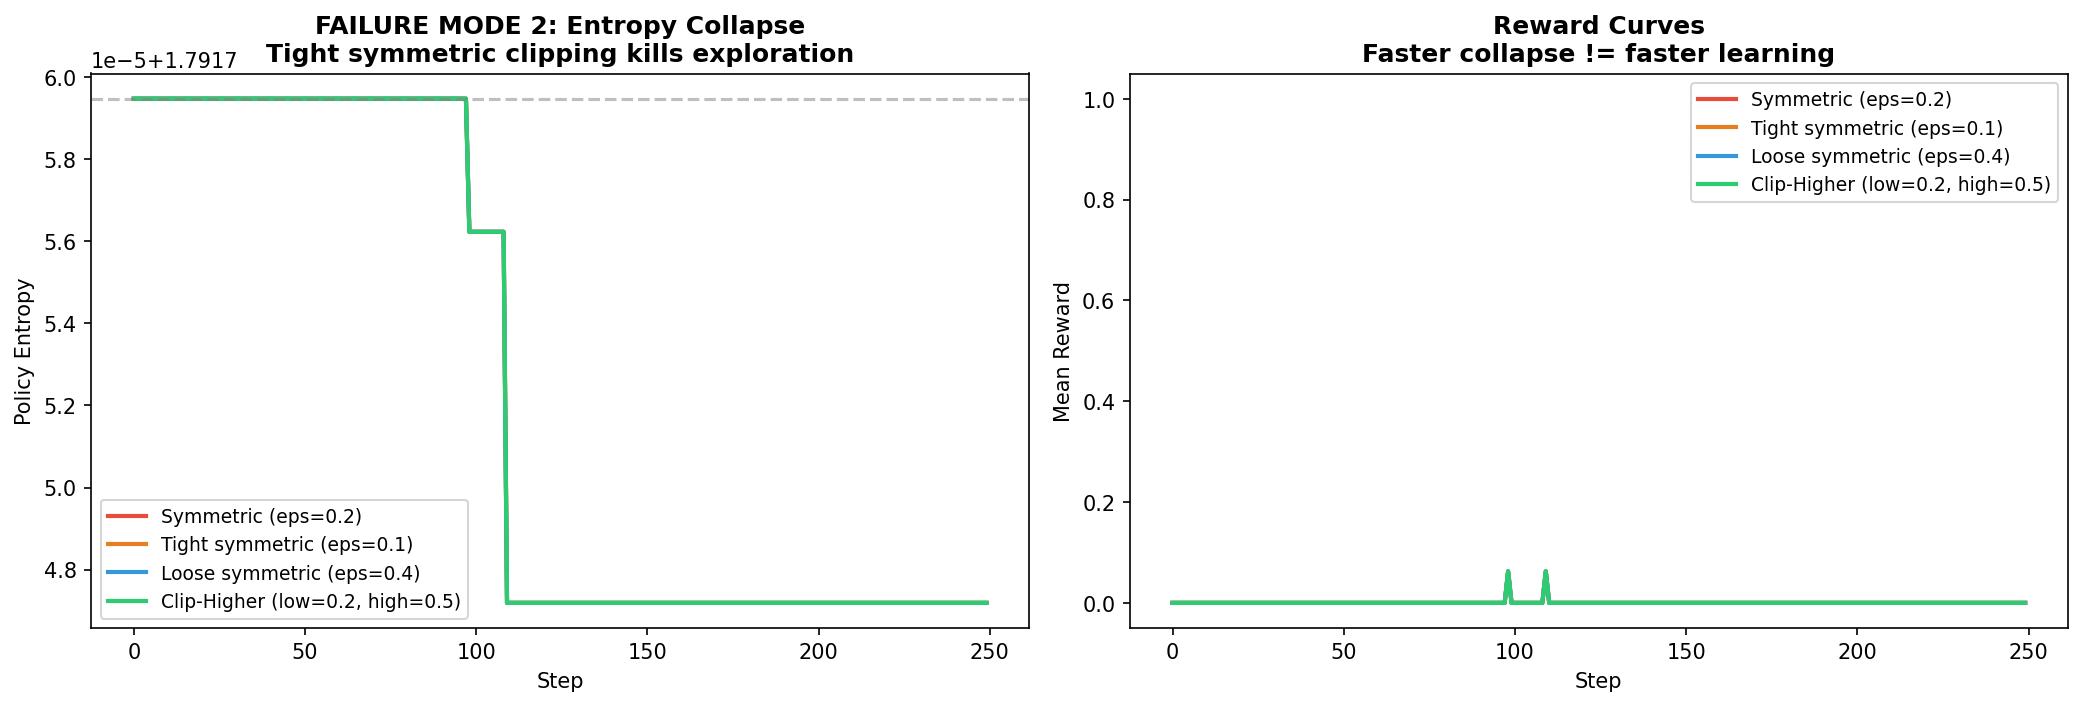 FAILURE MODE 2: Entropy Collapse
Tight symmetric clipping kills exploration
1e−5+1.7917
6.0
5.8
5.6
5.4
5.2
5.0
4.8
Policy Entropy
Symmetric (eps=0.2)
Tight symmetric (eps=0.1)
Loose symmetric (eps=0.4)
Clip-Higher (low=0.2, high=0.5)
0 50 100 150 200 250
Step
Reward Curves
Faster collapse != faster learning
1.0
0.8
0.6
0.4
0.2
0.0
Mean Reward
Symmetric (eps=0.2)
Tight symmetric (eps=0.1)
Loose symmetric (eps=0.4)
Clip-Higher (low=0.2, high=0.5)
0 50 100 150 200 250
Step